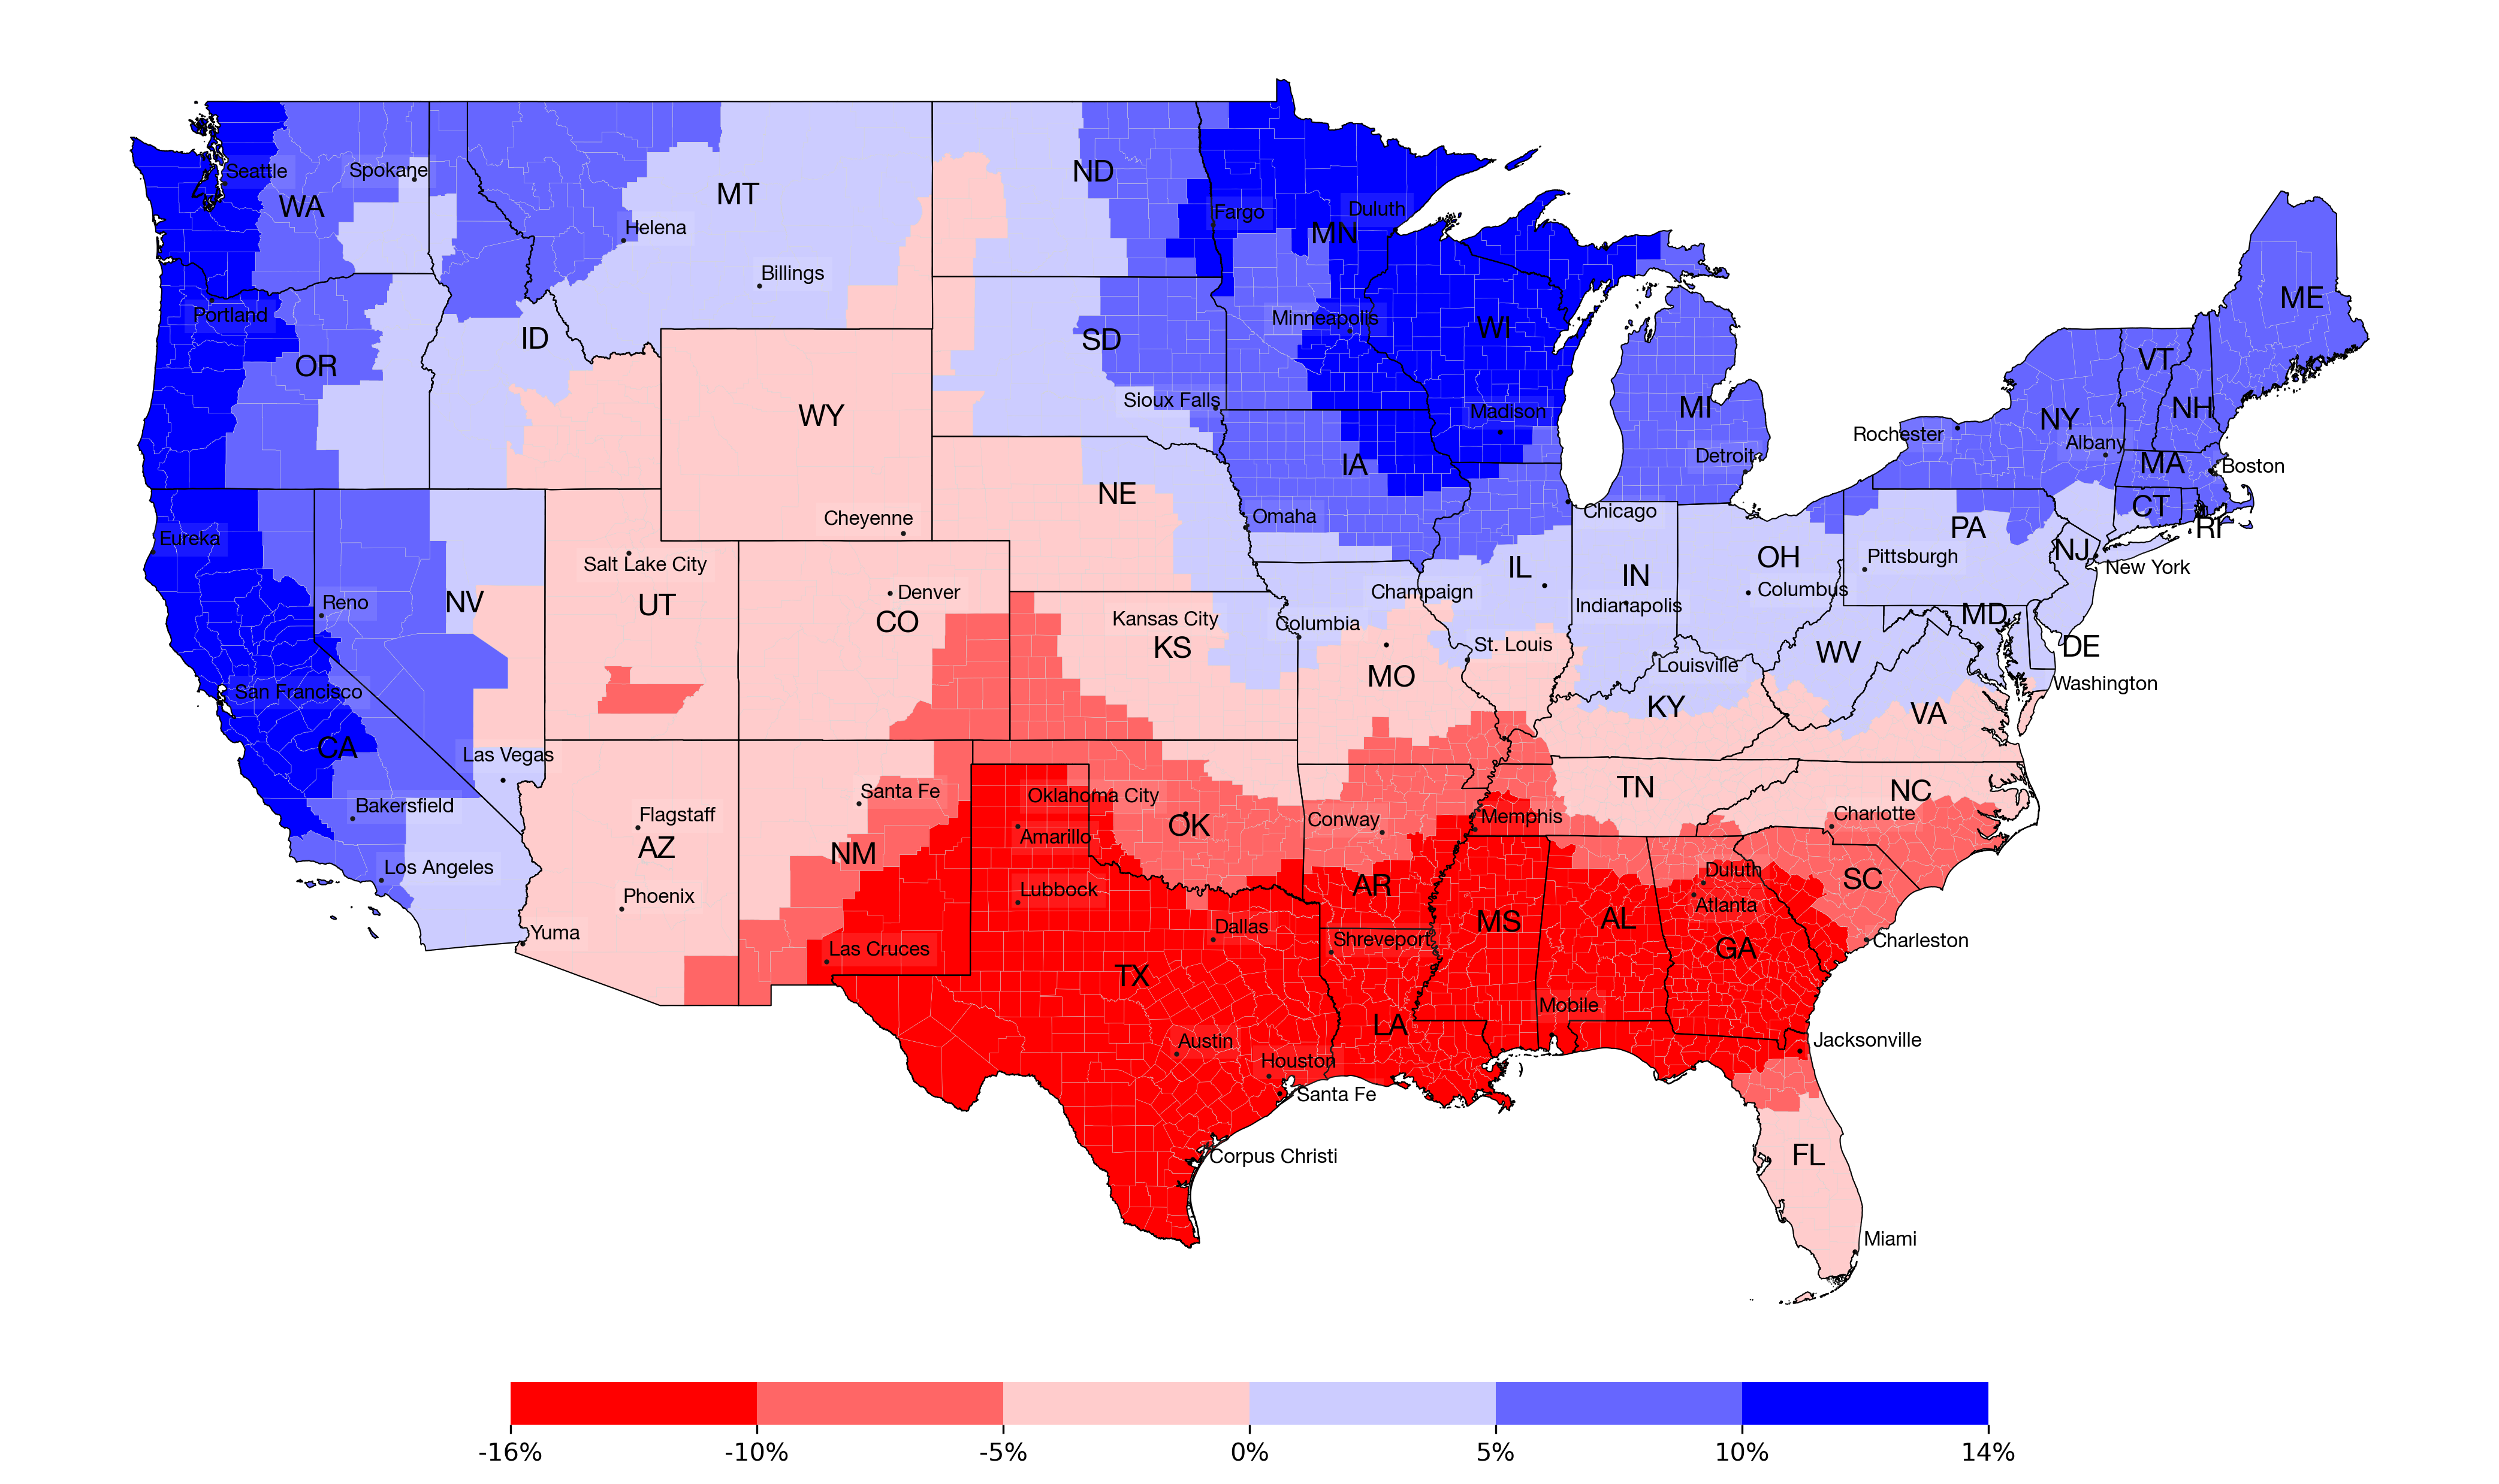 Seattle
Spokane
WA
MT
ND
Fargo
Duluth
MN
Helena
Billings
ME
Portland
ID
OR
SD
Minneapolis
WI
VT
NH
Sioux Falls
Madison
MI
NY
Rochester
Albany
WY
Detroit
MA
Boston
IA
NE
CT
RI
Cheyenne
Omaha
Chicago
PA
Eureka
Salt Lake City
IL
IN
OH
Pittsburgh
NJ
New York
Reno
NV
UT
Denver
CO
Champaign
Indianapolis
Columbus
MD
Kansas City
KS
Columbia
St. Louis
Louisville
WV
DE
MO
Washington
San Francisco
KY
VA
CA
Las Vegas
Bakersfield
Flagstaff
AZ
Santa Fe
Oklahoma City
OK
Amarillo
Conway
Memphis
TN
NC
Charlotte
NM
Los Angeles
Phoenix
Lubbock
AR
Duluth
Atlanta
SC
Yuma
Las Cruces
Dallas
Shreveport
MS
AL
GA
Charleston
TX
LA
Mobile
Austin
Houston
Santa Fe
Jacksonville
Corpus Christi
FL
Miami
-16% -10% -5% 0% 5% 10% 14%